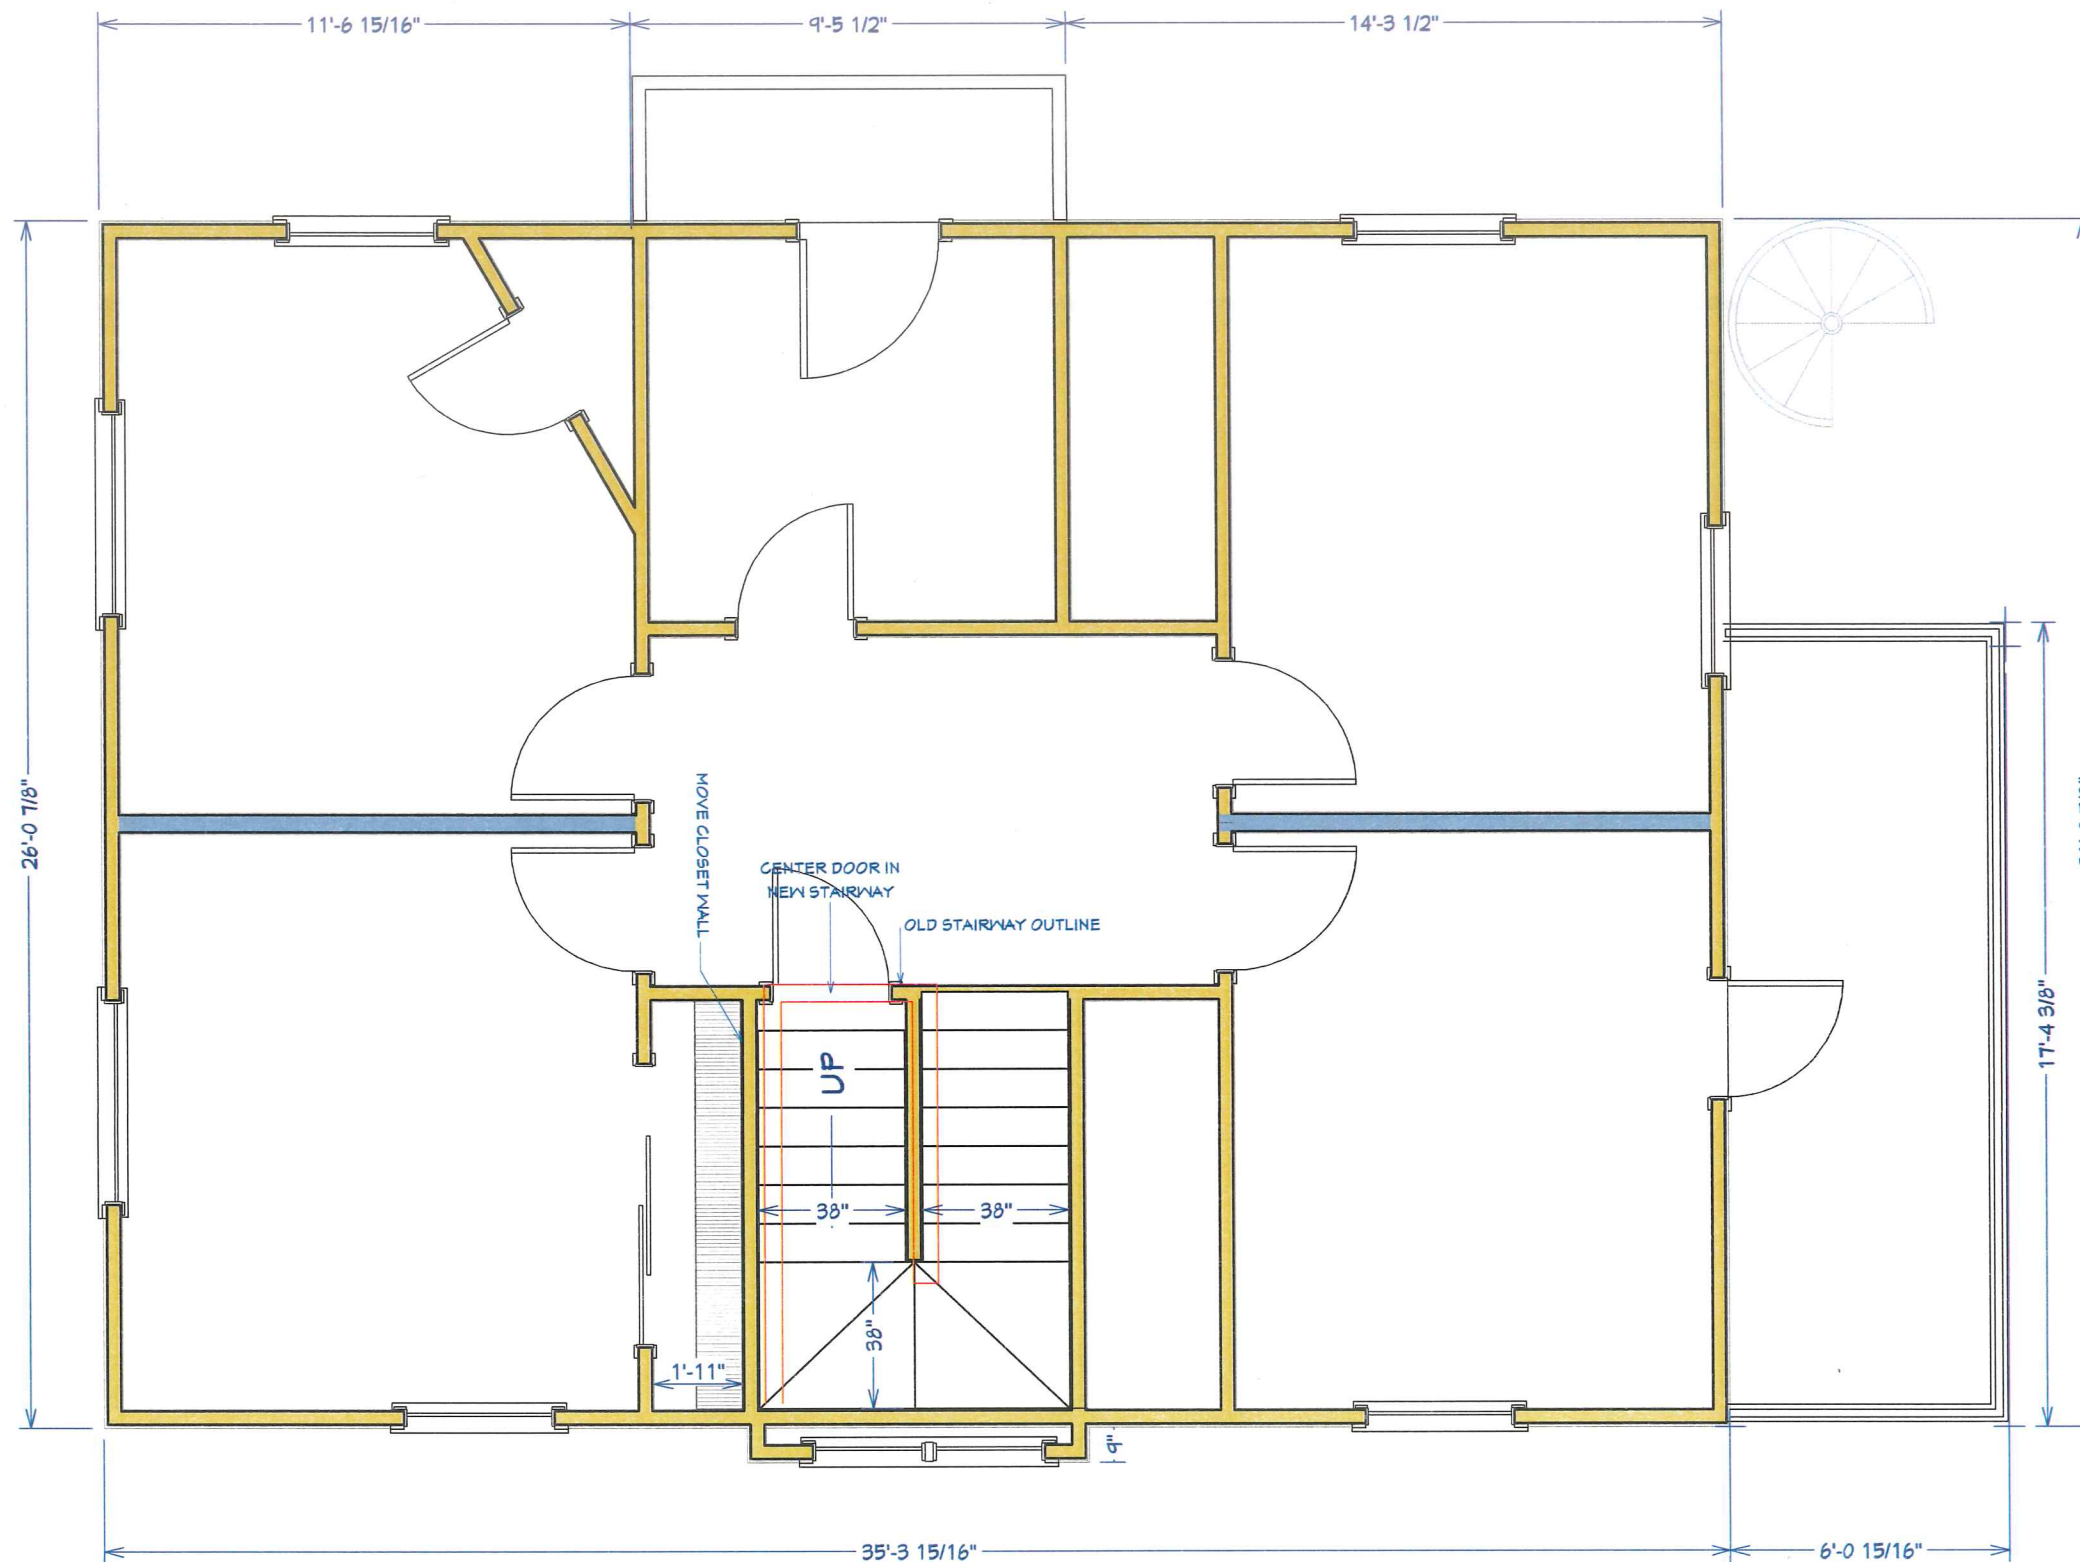 11'-6 15/16"
9'-5 1/2"
14'-3 1/2"
26'-0 7/8"
MOVE CLOSET WALL
CENTER DOOR IN
NEW STAIRWAY
OLD STAIRWAY OUTLINE
UP
17'-4 3/8"
38"
38"
38"
1'-11"
9"
35'-3 15/16"
6'-0 15/16"